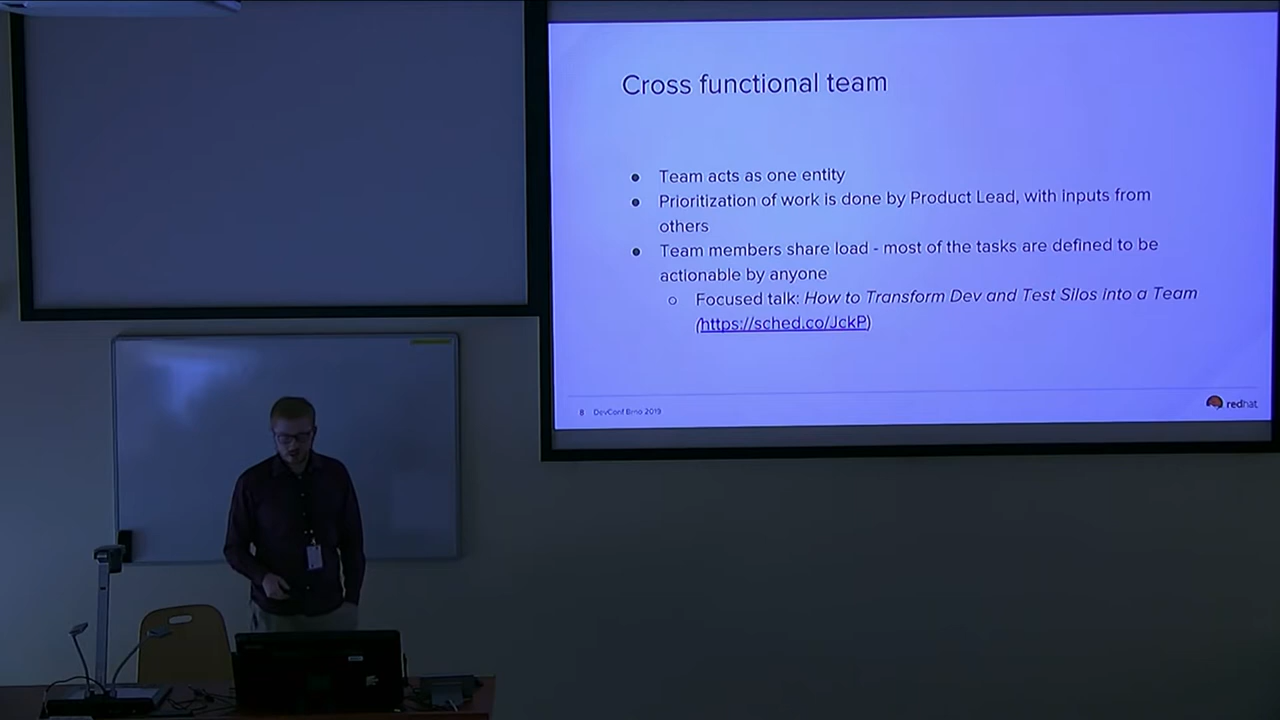 Cross functional team
● Team acts as one entity
● Prioritization of work is done by Product Lead, with inputs from
others
● Team members share load - most of the tasks are defined to be
actionable by anyone
○ Focused talk: How to Transform Dev and Test Silos into a Team
(https://sched.co/JckP)
8 DevConf Brno 2019
redhat